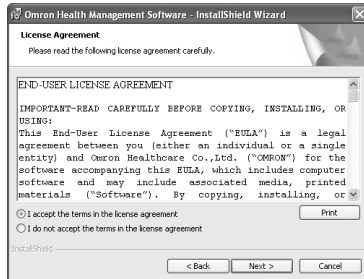 Omron Health Management Software - InstallShield Wizard
License Agreement
Please read the following license agreement carefully.
END-USER LICENSE AGREEMENT
IMPORTANT-READ CAREFULLY BEFORE COPYING, INSTALLING, OR
USING:
This End-User License Agreement ("EULA") is a legal
agreement between you (either an individual or a single
entity) and Omron Healthcare Co.,Ltd. ("OMRON") for the
software accompanying this EULA, which includes computer
software and may include associated media, printed
materials ("Software"). By copying, installing, or
I accept the terms in the license agreement
Print
I do not accept the terms in the license agreement
InstallShield
< Back
Next >
Cancel